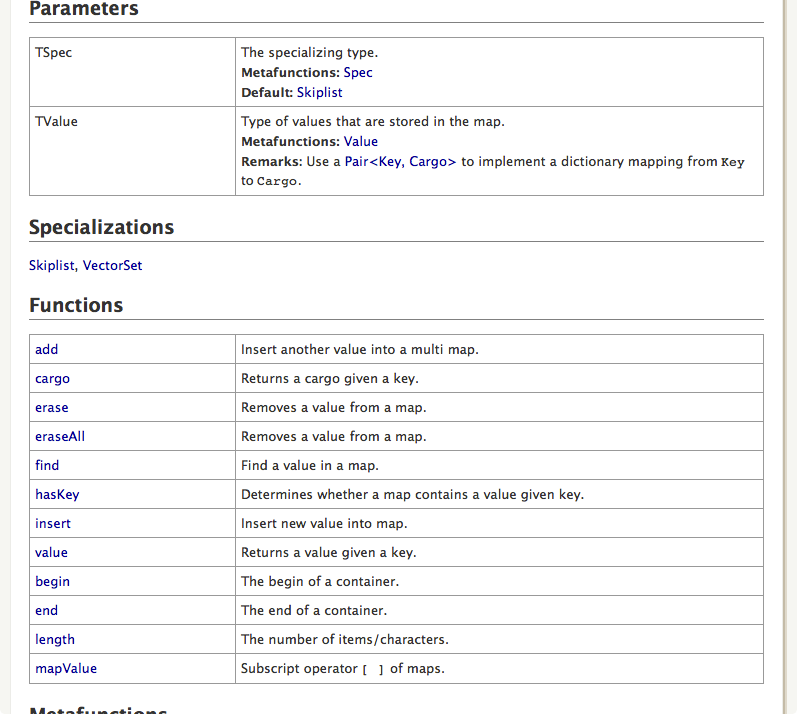 Parameters
TSpec
The specializing type.
Metafunctions: Spec
Default: Skiplist
TValue
Type of values that are stored in the map.
Metafunctions: Value
Remarks: Use a Pair<Key, Cargo> to implement a dictionary mapping from Key
to Cargo.
Specializations
Skiplist, VectorSet
Functions
add Insert another value into a multi map.
cargo Returns a cargo given a key.
erase Removes a value from a map.
eraseAll Removes a value from a map.
find Find a value in a map.
hasKey Determines whether a map contains a value given key.
insert Insert new value into map.
value Returns a value given a key.
begin The begin of a container.
end The end of a container.
length The number of items/characters.
mapValue Subscript operator [ ] of maps.
Metafunctions